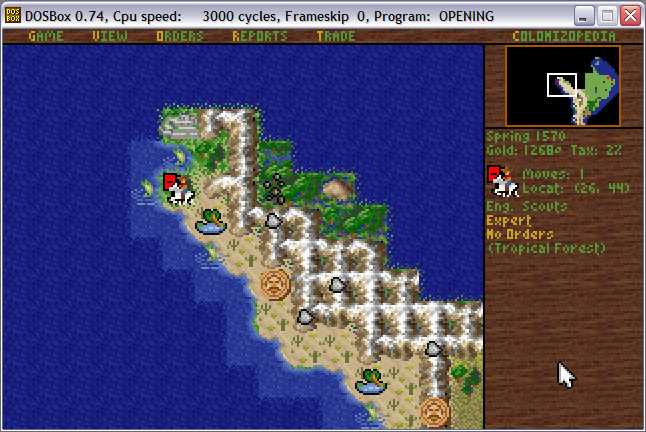 DOSBox 0.74, Cpu speed: 3000 cycles, Frameskip 0, Program: OPENING
GAME VIEW ORDERS REPORTS TRADE COLONIZOPEDIA
Spring 1570
Gold: 1268¢ Tax: 2%
Moves: 1
Locat: (26, 44)
Eng. Scouts
Expert
No Orders
(Tropical Forest)